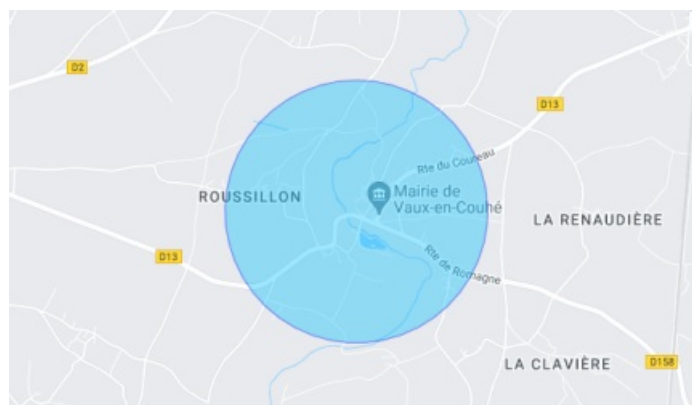 D2
D13
Rte du Couneau
ROUSSILLON
Mairie de
Vaux-en-Couhé
LA RENAUDIÈRE
D13
Rte de Romagne
LA CLAVIÈRE
D158